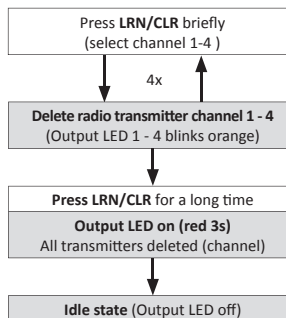 Press LRN/CLR briefly
(select channel 1-4 )
4x
Delete radio transmitter channel 1 - 4
(Output LED 1 - 4 blinks orange)
Press LRN/CLR for a long time
Output LED on (red 3s)
All transmitters deleted (channel)
Idle state (Output LED off)